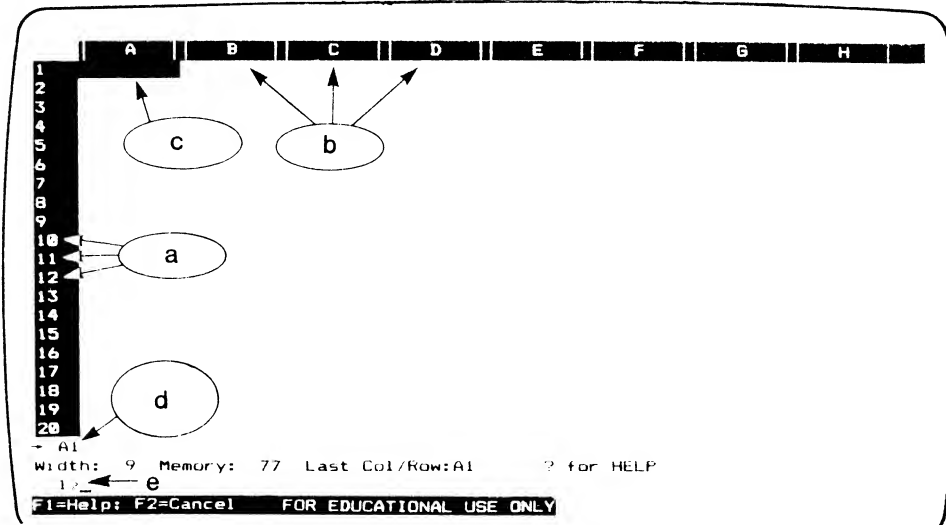 A B C D E F G H
1
2
3
4
5
c b
6
7
8
9
10
11 a
12
13
14
15
16
17
18 d
19
20
→ A1
Width: 9 Memory: 77 Last Col/Row:A1 ? for HELP
1>_ e
F1=Help; F2=Cancel FOR EDUCATIONAL USE ONLY